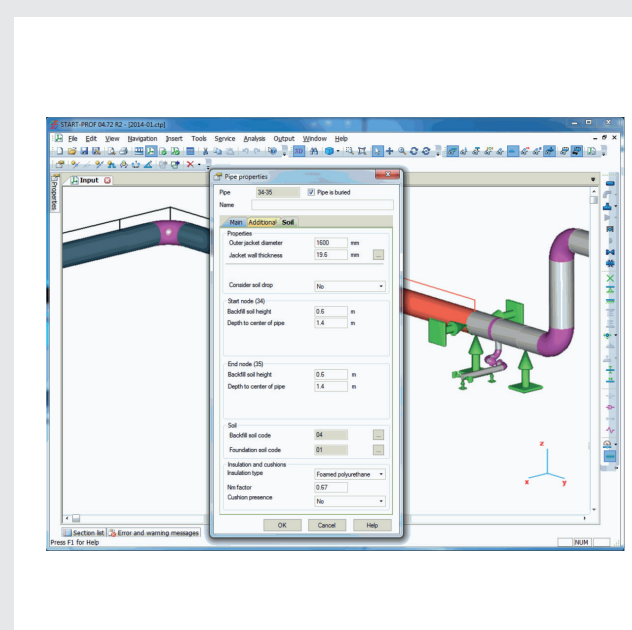 START-PROF 04.72 R2 - [2014-01.ctp]
File Edit View Navigation Insert Tools Service Analysis Output Window Help
Input
Properties
Pipe properties
Pipe 34-35 Pipe is buried
Name
Main Additional Soil
Properties
Outer jacket diameter 1600 mm
Jacket wall thickness 19.6 mm ...
Consider soil drop No
Start node (34)
Backfill soil height 0.6 m
Depth to center of pipe 1.4 m
End node (35)
Backfill soil height 0.6 m
Depth to center of pipe 1.4 m
Soil
Backfill soil code 04 ...
Foundation soil code 01 ...
Insulation and cushions
Insulation type Foamed polyurethane
Nm factor 0.67
Cushion presence No
OK Cancel Help
z
x y
Section list Error and warning messages
Press F1 for Help NUM